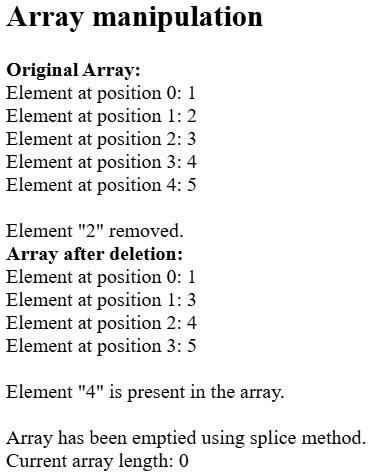 Array manipulation
Original Array:
Element at position 0: 1
Element at position 1: 2
Element at position 2: 3
Element at position 3: 4
Element at position 4: 5
Element "2" removed.
Array after deletion:
Element at position 0: 1
Element at position 1: 3
Element at position 2: 4
Element at position 3: 5
Element "4" is present in the array.
Array has been emptied using splice method.
Current array length: 0